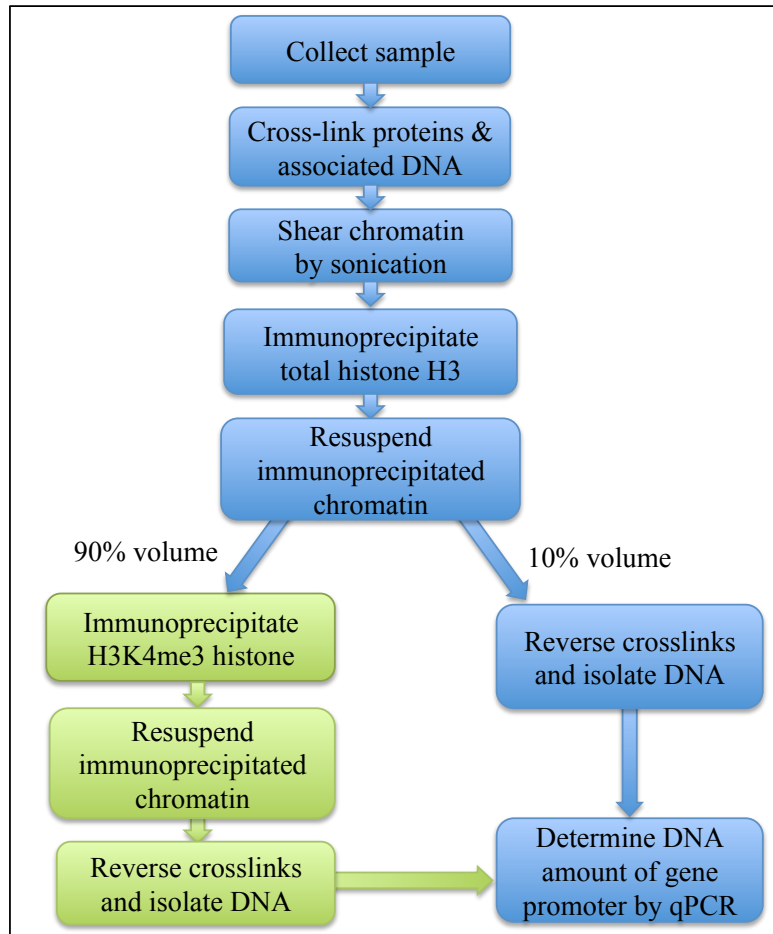 Collect sample
Cross-link proteins &
associated DNA
Shear chromatin
by sonication
Immunoprecipitate
total histone H3
Resuspend
immunoprecipitated
chromatin
90% volume
10% volume
Immunoprecipitate
H3K4me3 histone
Resuspend
immunoprecipitated
chromatin
Reverse crosslinks
and isolate DNA
Reverse crosslinks
and isolate DNA
Determine DNA
amount of gene
promoter by qPCR